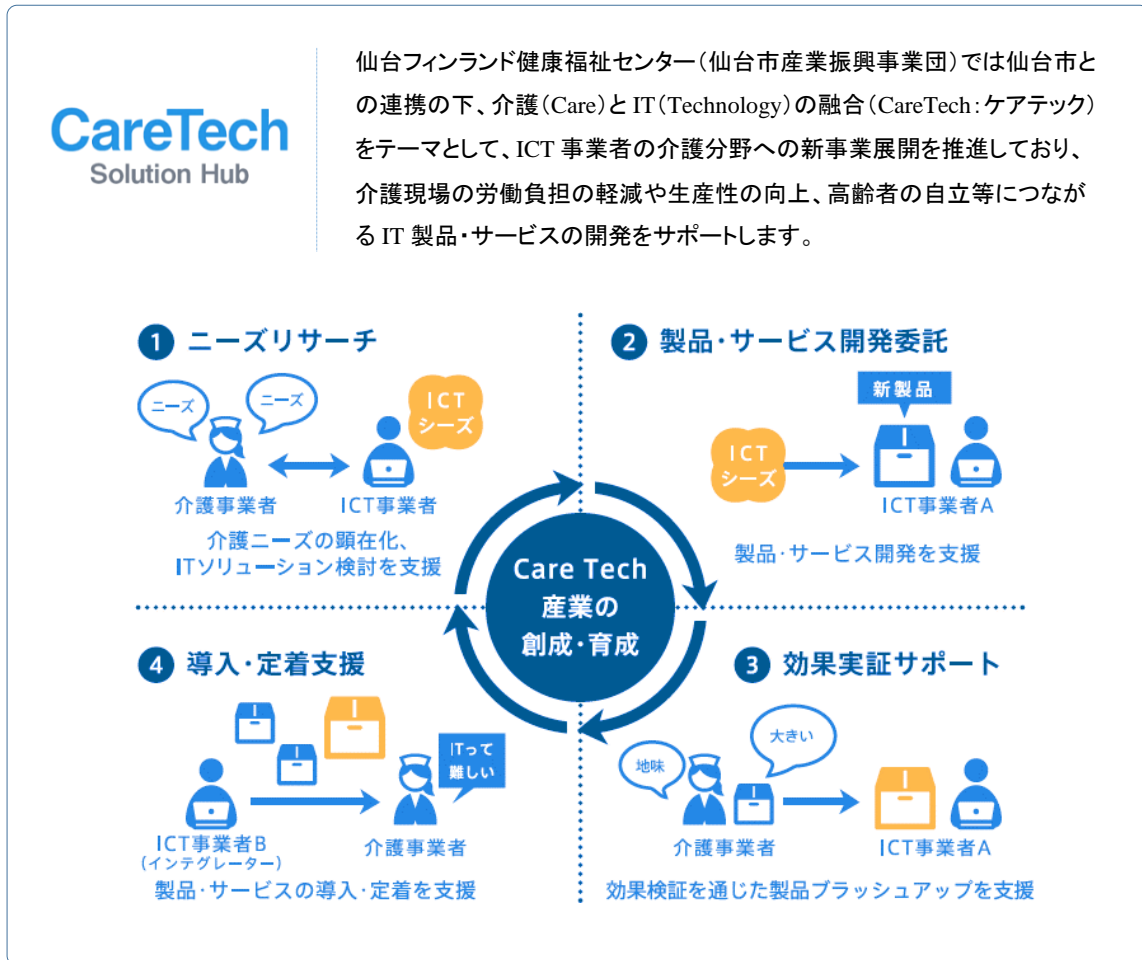 CareTech
Solution Hub
仙台フィンランド健康福祉センター（仙台市産業振興事業団）では仙台市と
の連携の下、介護（Care）と IT（Technology）の融合（CareTech：ケアテック）
をテーマとして、ICT 事業者の介護分野への新事業展開を推進しており、
介護現場の労働負担の軽減や生産性の向上、高齢者の自立等につなが
る IT 製品・サービスの開発をサポートします。
1 ニーズリサーチ
ニーズ
ニーズ
ICT
シーズ
介護事業者
ICT事業者
介護ニーズの顕在化、
ITソリューション検討を支援
2 製品・サービス開発委託
新製品
ICT
シーズ
ICT事業者A
製品・サービス開発を支援
Care Tech
産業の
創成・育成
4 導入・定着支援
ITって
難しい
ICT事業者B
（インテグレーター）
介護事業者
製品・サービスの導入・定着を支援
3 効果実証サポート
大きい
地味
介護事業者
ICT事業者A
効果検証を通じた製品ブラッシュアップを支援